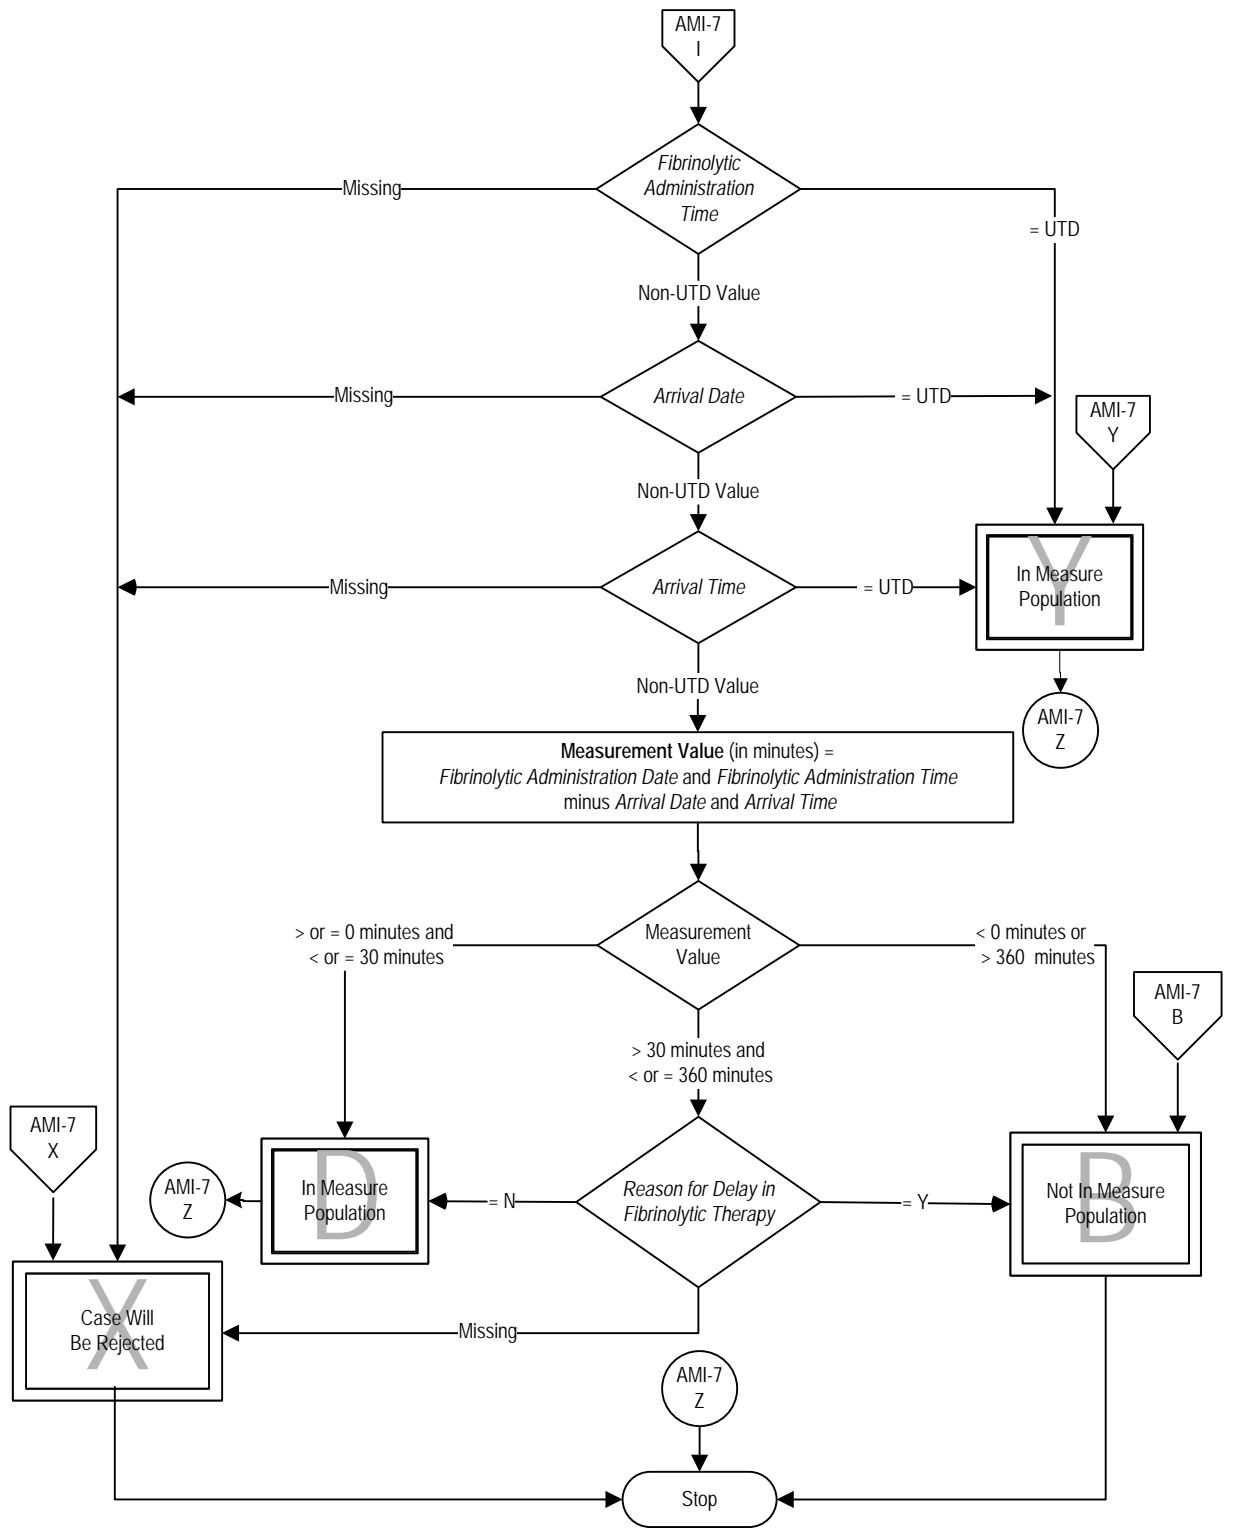 AMI-7
I
Fibrinolytic
Administration
Time
Missing
= UTD
Non-UTD Value
Arrival Date
Missing
= UTD
AMI-7
Y
Non-UTD Value
Arrival Time
Missing
= UTD
Y
In Measure
Population
Non-UTD Value
AMI-7
Z
Measurement Value (in minutes) =
Fibrinolytic Administration Date and Fibrinolytic Administration Time
minus Arrival Date and Arrival Time
Measurement
Value
> or = 0 minutes and
< or = 30 minutes
< 0 minutes or
> 360 minutes
AMI-7
B
> 30 minutes and
< or = 360 minutes
AMI-7
X
AMI-7
Z
D
In Measure
Population
= N
Reason for Delay in
Fibrinolytic Therapy
= Y
B
Not In Measure
Population
X
Case Will
Be Rejected
Missing
AMI-7
Z
Stop